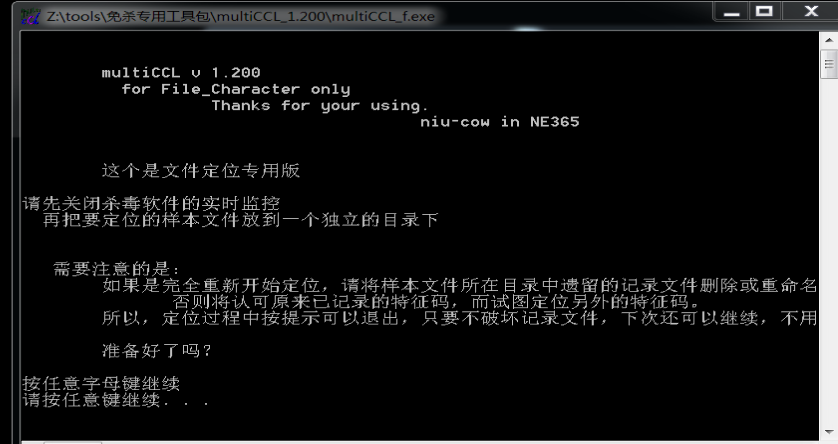 Z:\tools\免杀专用工具包\multiCCL_1.200\multiCCL_f.exe
multiCCL v 1.200
for File_Character only
Thanks for your using.
niu-cow in NE365
这个是文件定位专用版
请先关闭杀毒软件的实时监控
再把要定位的样本文件放到一个独立的目录下
需要注意的是:
如果是完全重新开始定位，请将样本文件所在目录中遗留的记录文件删除或重命名
否则将认可原来已记录的特征码，而试图定位另外的特征码。
所以，定位过程中按提示可以退出，只要不破坏记录文件，下次还可以继续，不用
准备好了吗?
按任意字母键继续
请按任意键继续. . .